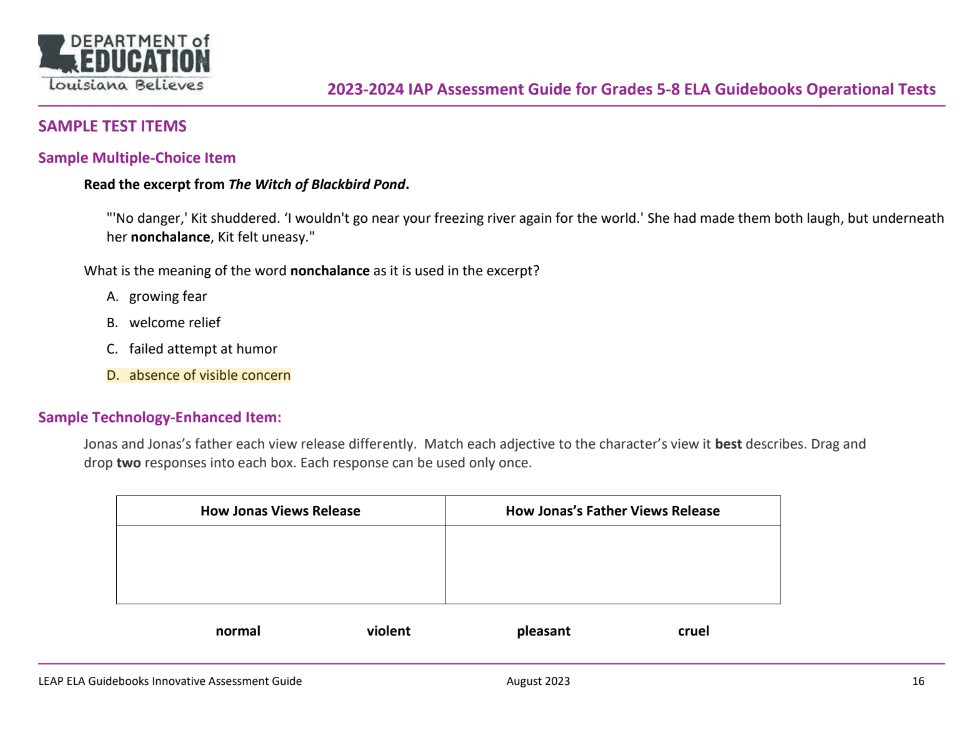 DEPARTMENT of
EDUCATION
Louisiana Believes
2023-2024 IAP Assessment Guide for Grades 5-8 ELA Guidebooks Operational Tests
SAMPLE TEST ITEMS
Sample Multiple-Choice Item
Read the excerpt from The Witch of Blackbird Pond.
"'No danger,' Kit shuddered. ‘I wouldn't go near your freezing river again for the world.' She had made them both laugh, but underneath
her nonchalance, Kit felt uneasy."
What is the meaning of the word nonchalance as it is used in the excerpt?
A. growing fear
B. welcome relief
C. failed attempt at humor
D. absence of visible concern
Sample Technology-Enhanced Item:
Jonas and Jonas’s father each view release differently. Match each adjective to the character’s view it best describes. Drag and
drop two responses into each box. Each response can be used only once.
How Jonas Views Release How Jonas’s Father Views Release
normal violent pleasant cruel
LEAP ELA Guidebooks Innovative Assessment Guide August 2023 16